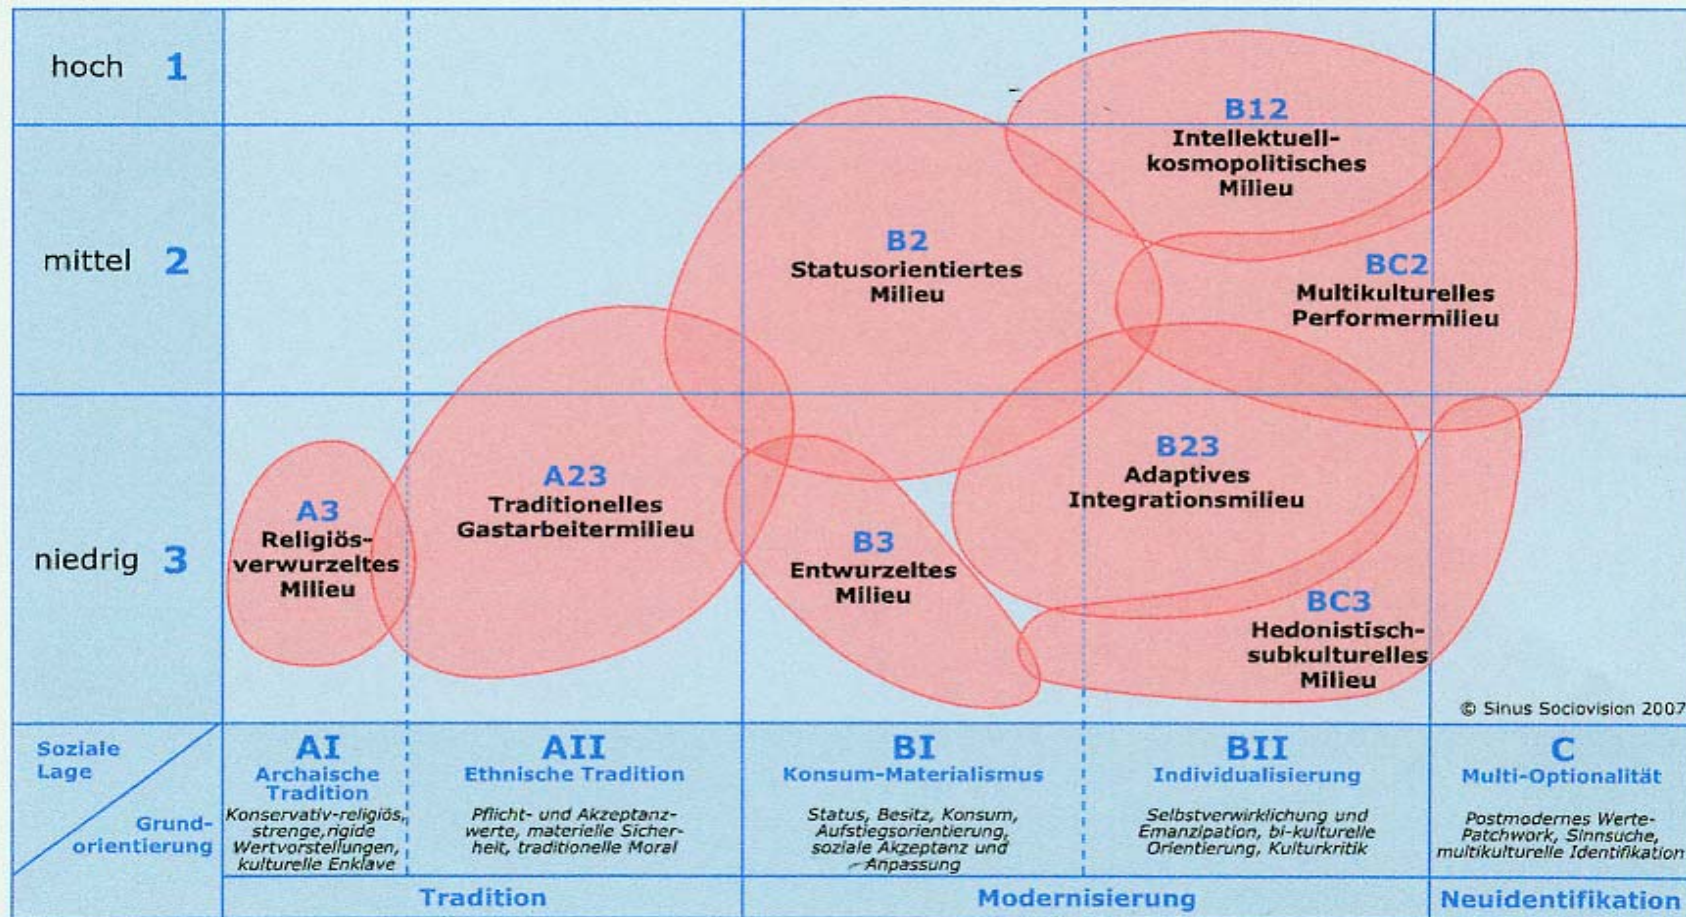 hoch 1
B12
Intellektuell-
kosmopolitisches
Milieu
mittel 2
B2
Statusorientiertes
Milieu
BC2
Multikulturelles
Performermilieu
niedrig 3
A3
Religiös-
verwurzeltes
Milieu
A23
Traditionelles
Gastarbeitermilieu
B3
Entwurzeltes
Milieu
B23
Adaptives
Integrationsmilieu
BC3
Hedonistisch-
subkulturelles
Milieu
© Sinus Sociovision 2007
Soziale
Lage
Grund-
orientierung
AI
Archaische
Tradition
Konservativ-religiös,
strenge,rigide
Wertvorstellungen,
kulturelle Enklave
AII
Ethnische Tradition
Pflicht- und Akzeptanz-
werte, materielle Sicher-
heit, traditionelle Moral
BI
Konsum-Materialismus
Status, Besitz, Konsum,
Aufstiegsorientierung,
soziale Akzeptanz und
Anpassung
BII
Individualisierung
Selbstverwirklichung und
Emanzipation, bi-kulturelle
Orientierung, Kulturkritik
C
Multi-Optionalität
Postmodernes Werte-
Patchwork, Sinnsuche,
multikulturelle Identifikation
Tradition
Modernisierung
Neuidentifikation